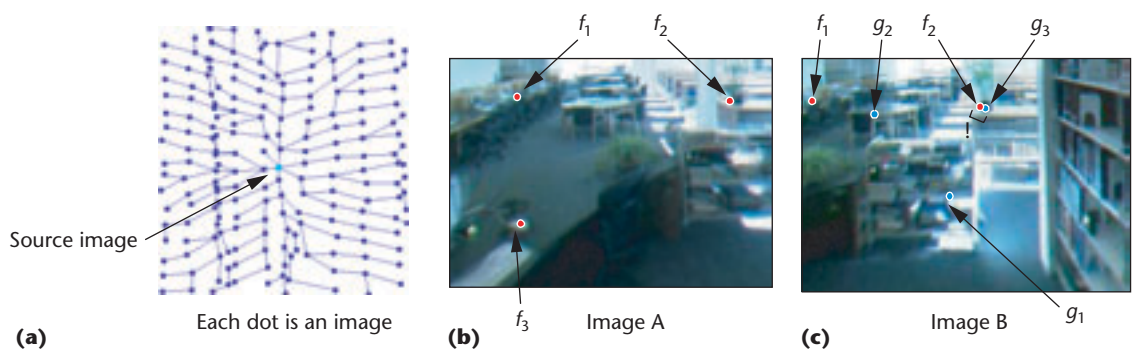 f₁ f₂ f₁ g₂ f₂ g₃
!
Source image
(a) Each dot is an image (b) f₃ Image A (c) Image B g₁